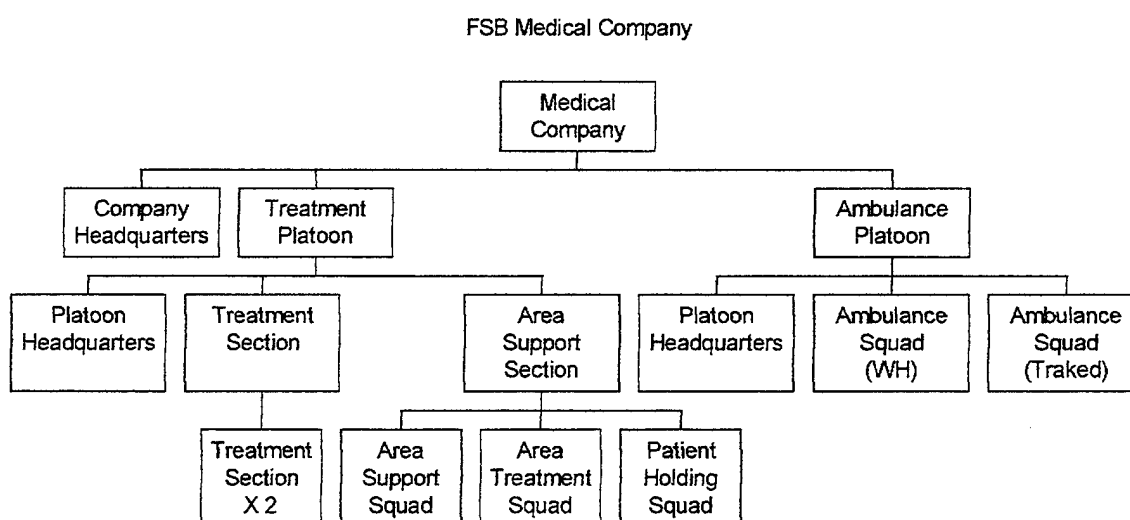 FSB Medical Company
Medical
Company
Company
Headquarters
Treatment
Platoon
Ambulance
Platoon
Platoon
Headquarters
Treatment
Section
Area
Support
Section
Platoon
Headquarters
Ambulance
Squad
(WH)
Ambulance
Squad
(Traked)
Treatment
Section
X 2
Area
Support
Squad
Area
Treatment
Squad
Patient
Holding
Squad